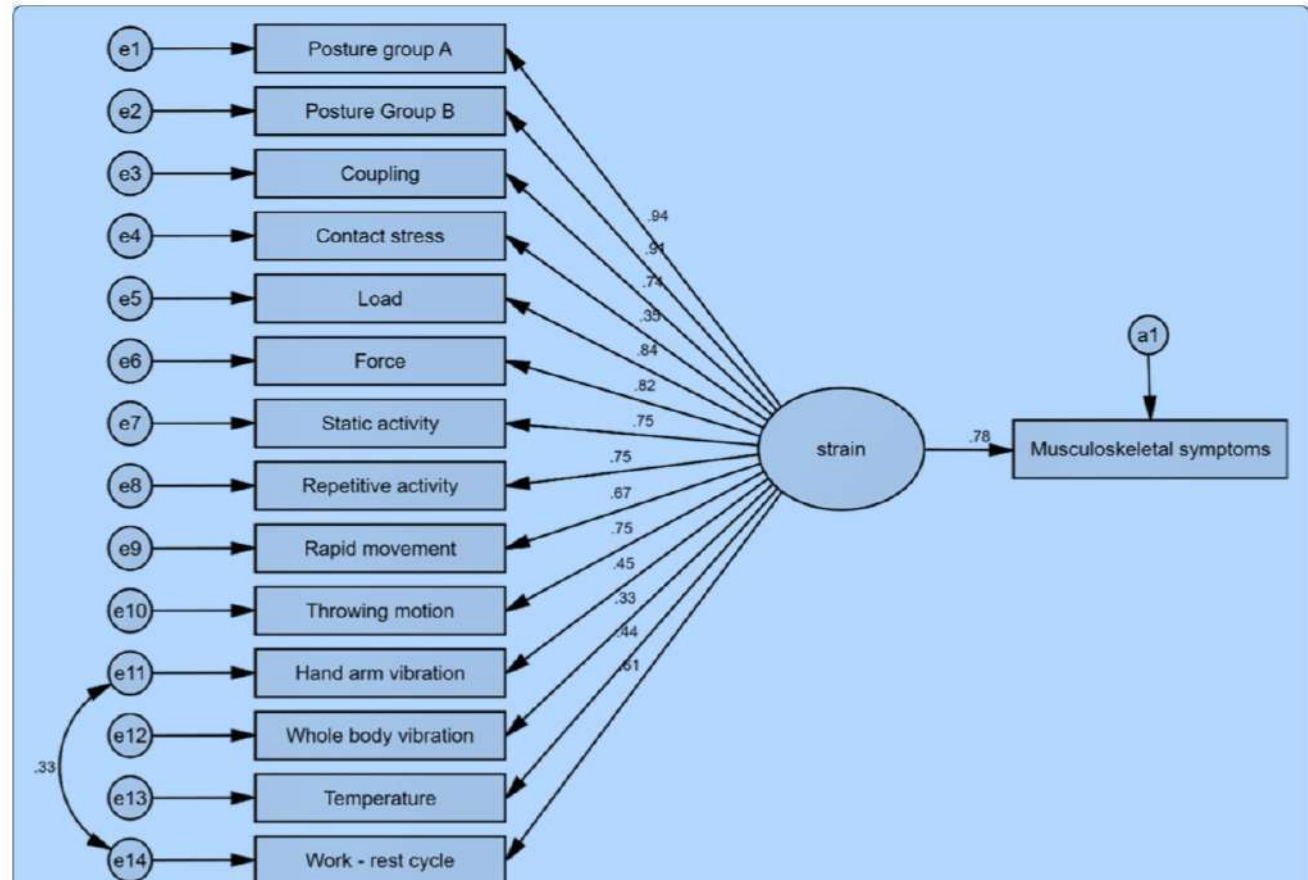 e1
Posture group A
e2
Posture Group B
e3
Coupling
e4
Contact stress
e5
Load
e6
Force
e7
Static activity
e8
Repetitive activity
e9
Rapid movement
e10
Throwing motion
e11
Hand arm vibration
e12
Whole body vibration
e13
Temperature
e14
Work - rest cycle
.33
.94
.91
.74
.35
.84
.82
.75
.75
.67
.75
.45
.33
.44
.61
strain
.78
a1
Musculoskeletal symptoms